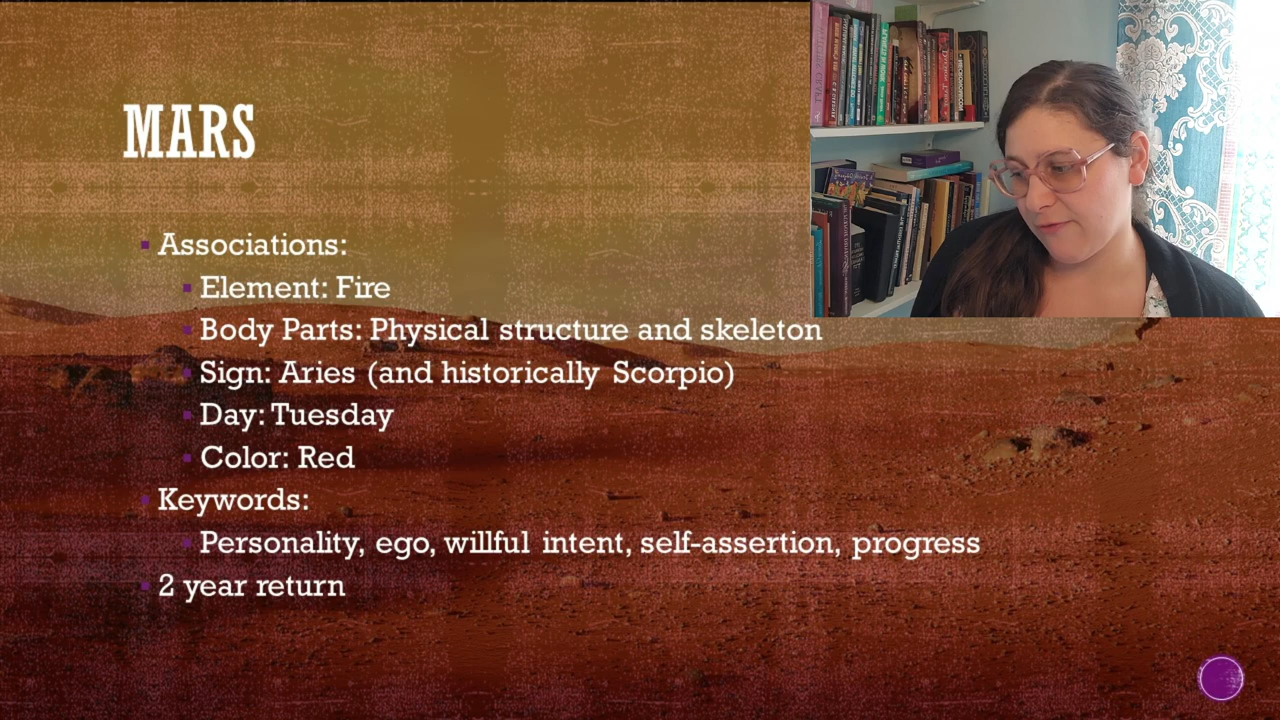 MARS
Associations:
Element: Fire
Body Parts: Physical structure and skeleton
Sign: Aries (and historically Scorpio)
Day: Tuesday
Color: Red
Keywords:
Personality, ego, willful intent, self-assertion, progress
2 year return